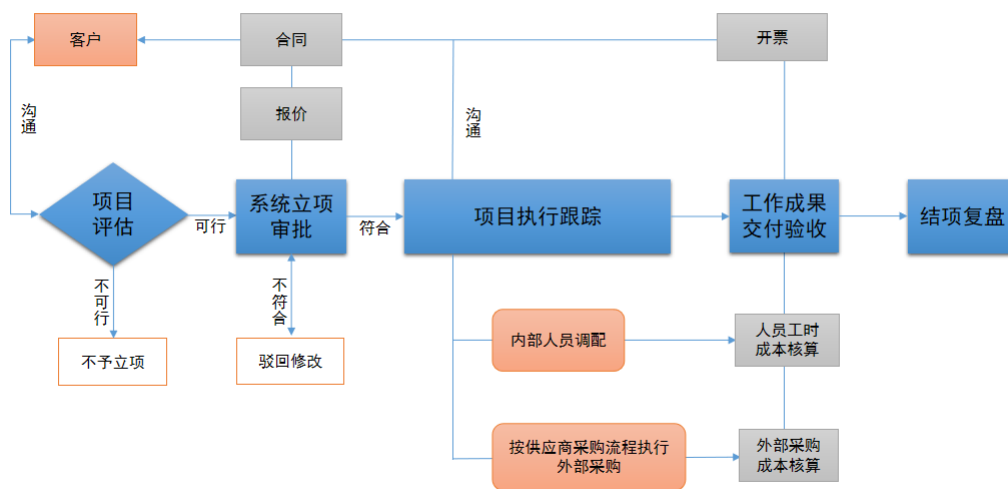 客户
合同
开票
报价
沟通
沟通
项目
评估
可行
系统立项
审批
符合
项目执行跟踪
工作成果
交付验收
结项复盘
不可行
不符合
不予立项
驳回修改
内部人员调配
人员工时
成本核算
按供应商采购流程执行
外部采购
外部采购
成本核算